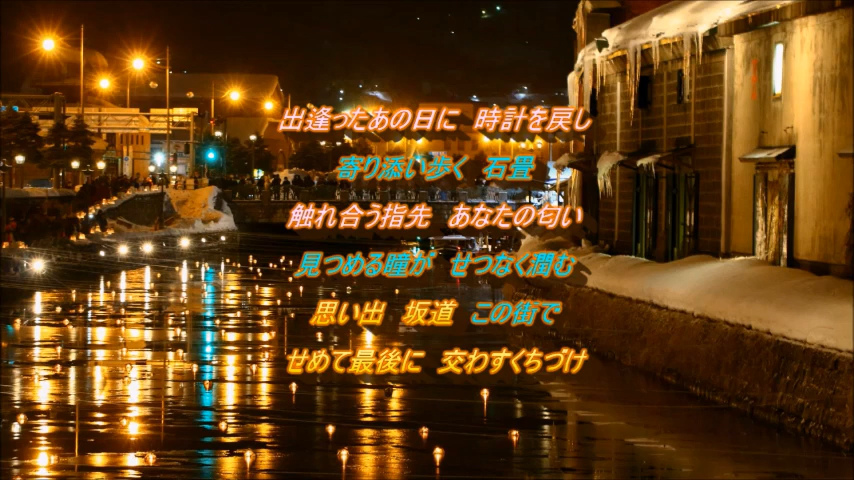 出逢ったあの日に　時計を戻し
寄り添い歩く　石畳
触れ合う指先　あなたの匂い
見つめる瞳が　せつなく潤む
思い出　坂道　この街で
せめて最後に　交わすくちづけ